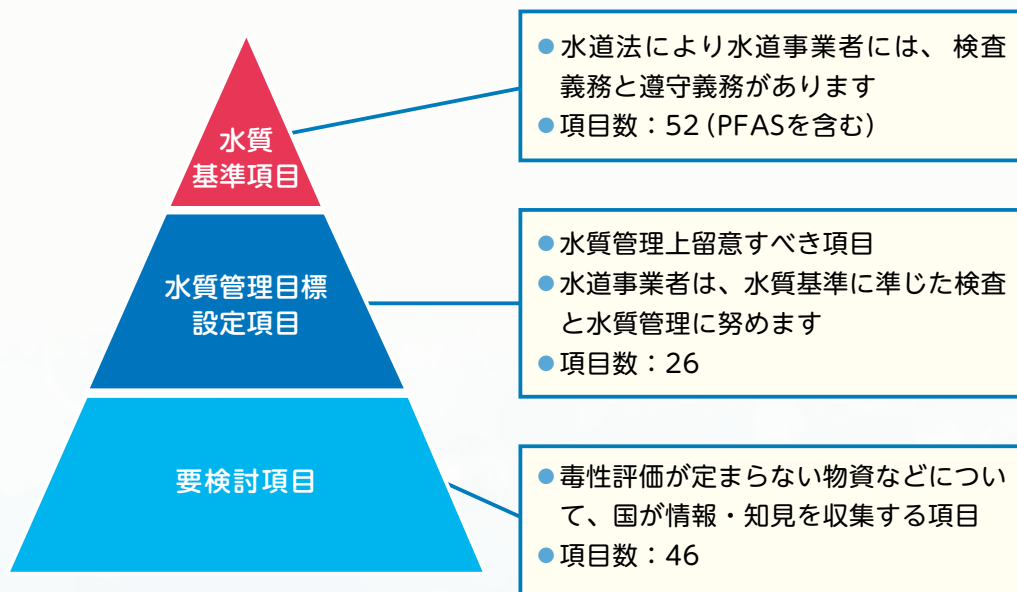 水質
基準項目
● 水道法により水道事業者には、 検査
義務と遵守義務があります
● 項目数：52 (PFASを含む)
水質管理目標
設定項目
● 水質管理上留意すべき項目
● 水道事業者は、水質基準に準じた検査
と水質管理に努めます
● 項目数：26
要検討項目
● 毒性評価が定まらない物資などについ
て、国が情報・知見を収集する項目
● 項目数：46